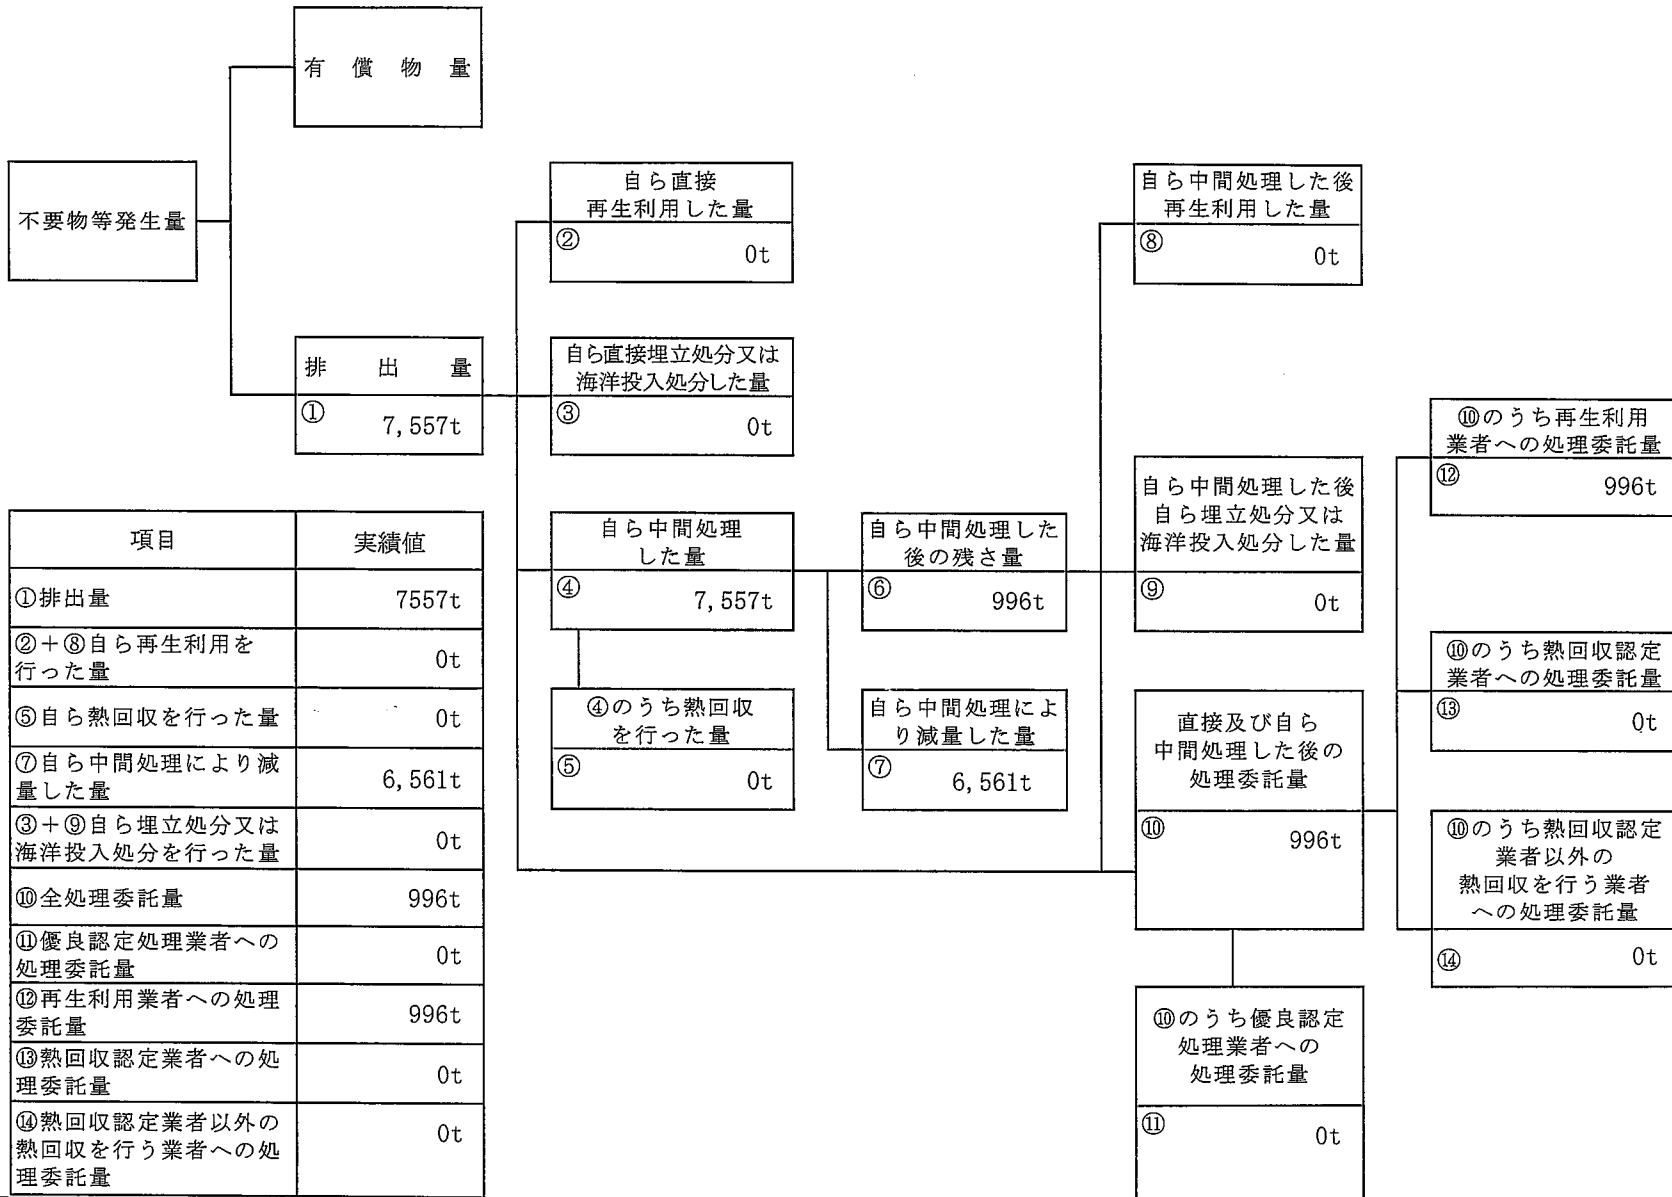 有償物量
不要物等発生量
排出量
① 7,557t
自ら直接
再生利用した量
② 0t
自ら直接埋立処分又は
海洋投入処分した量
③ 0t
自ら中間処理
した量
④ 7,557t
④のうち熱回収
を行った量
⑤ 0t
自ら中間処理した
後の残さ量
⑥ 996t
自ら中間処理によ
り減量した量
⑦ 6,561t
自ら中間処理した後
再生利用した量
⑧ 0t
自ら中間処理した後
自ら埋立処分又は
海洋投入処分した量
⑨ 0t
直接及び自ら
中間処理した後の
処理委託量
⑩ 996t
⑩のうち優良認定
処理業者への
処理委託量
⑪ 0t
⑩のうち再生利用
業者への処理委託量
⑫ 996t
⑩のうち熱回収認定
業者への処理委託量
⑬ 0t
⑩のうち熱回収認定
業者以外の
熱回収を行う業者
への処理委託量
⑭ 0t
項目 実績値
①排出量 7557t
②+⑧自ら再生利用を
行った量 0t
⑤自ら熱回収を行った量 0t
⑦自ら中間処理により減
量した量 6,561t
③+⑨自ら埋立処分又は
海洋投入処分を行った量 0t
⑩全処理委託量 996t
⑪優良認定処理業者への
処理委託量 0t
⑫再生利用業者への処理
委託量 996t
⑬熱回収認定業者への処
理委託量 0t
⑭熱回収認定業者以外の
熱回収を行う業者への処
理委託量 0t